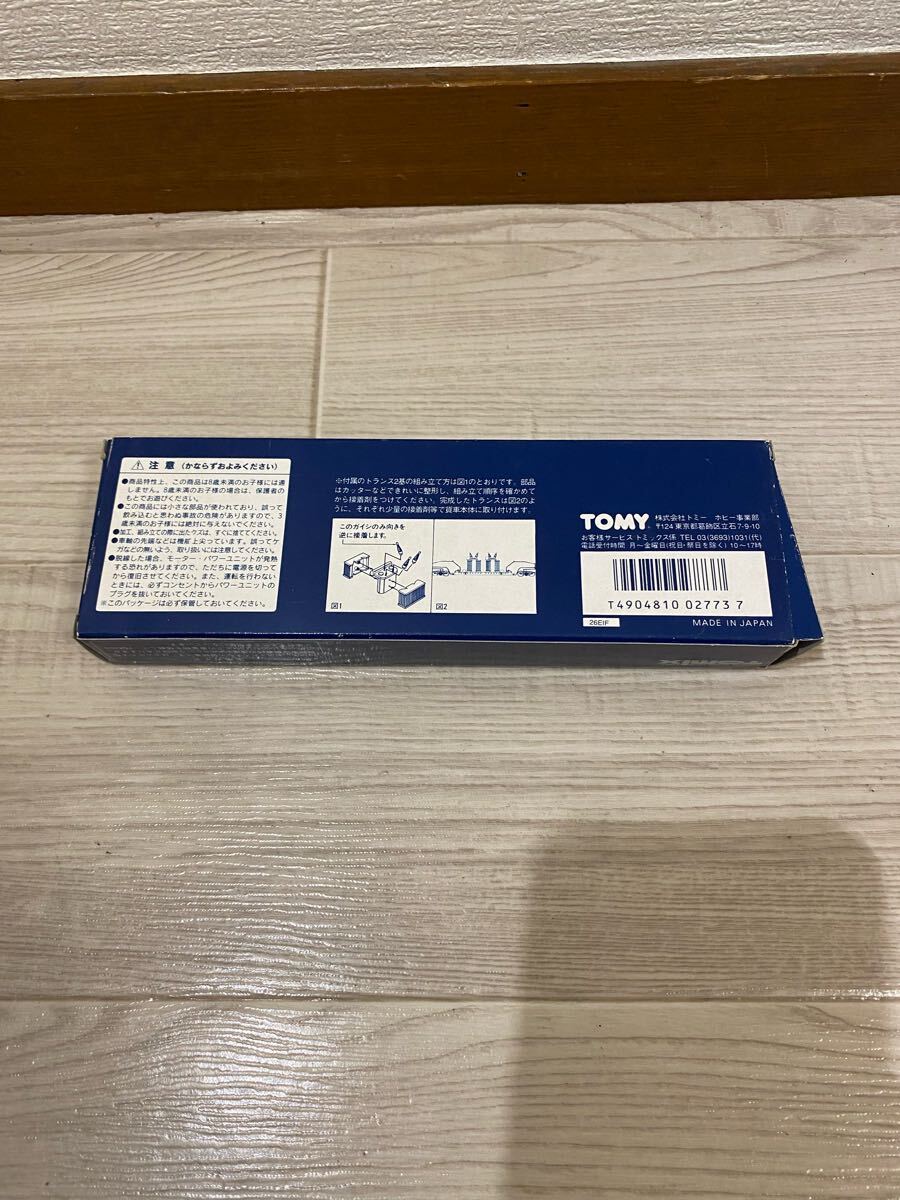 注意（かならずおよみください）
●商品特性上、この商品は8歳未満のお子様には適
しません。8歳未満のお子様の場合は、保護者の
もとでお遊びください。
●この商品には小さな部品が使われており、誤って
飲み込むと思わぬ事故の危険がありますので、3
歳未満のお子様には絶対に与えないでください。
●加工、組み立ての際に出たクズは、すぐに捨ててください。
●車輪の先端などは機能上尖っています。誤ってケ
ガなどの無いよう、取り扱いには注意してください。
●脱線した場合、モーター・パワーユニットが発熱
する恐れがありますので、ただちに電源を切って
から復旧させてください。また、運転を行わない
ときには、必ずコンセントからパワーユニットの
プラグを抜いておいてください。
※このパッケージは必ず保管しておいてください。
※付属のトランス2基の組み立て方は図1のとおりです。部品
はカッターなどできれいに整形し、組み立て順序を確かめて
から接着剤をつけてください。完成したトランスは図2のよ
うに、それぞれ少量の接着剤等で貨車本体に取り付けます。
このガイシのみ向きを
逆に接着します。
図1
図2
TOMY 株式会社トミー ホビー事業部
〒124 東京都葛飾区立石7-9-10
お客様サービス トミックス係 TEL 03(3693)1031(代)
電話受付時間 月〜金曜日(祝日・祭日を除く) 10〜17時
T4904810 02773 7
26EIF
MADE IN JAPAN
TOMIX